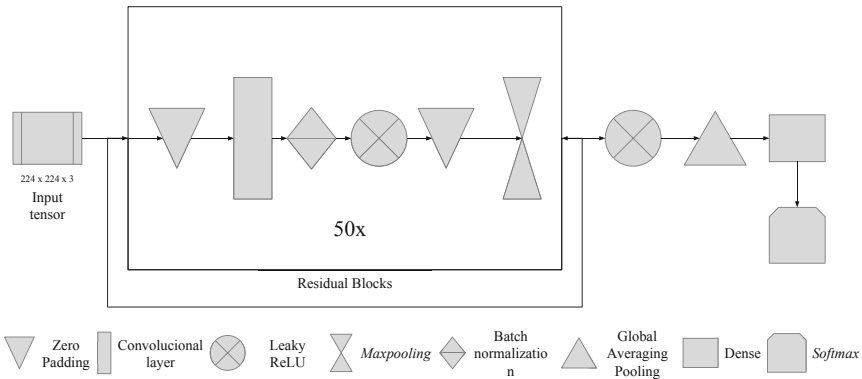 224 x 224 x 3
Input
tensor
50x
Residual Blocks
Zero
Padding
Convolucional
layer
Leaky
ReLU
Maxpooling
Batch
normalizatio
n
Global
Averaging
Pooling
Dense
Softmax